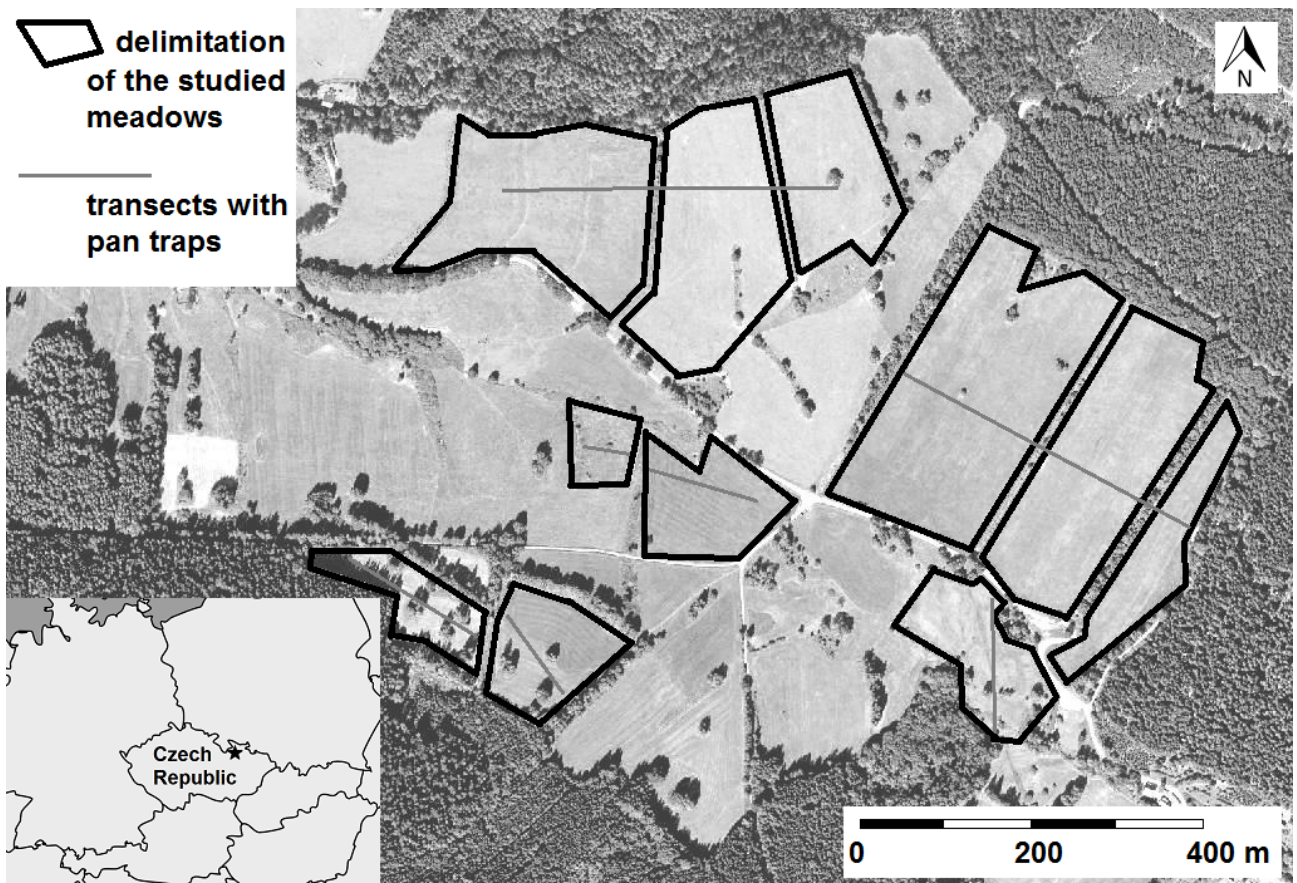 delimitation
of the studied
meadows
transects with
pan traps
N
Czech
Republic
0 200 400 m